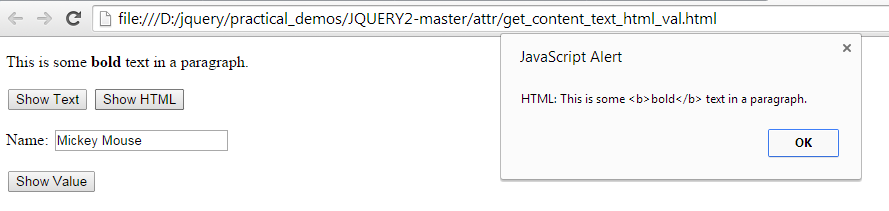 file:///D:/jquery/practical_demos/JQUERY2-master/attr/get_content_text_html_val.html
This is some bold text in a paragraph.
Show Text Show HTML
Name: Mickey Mouse
Show Value
JavaScript Alert
HTML: This is some <b>bold</b> text in a paragraph.
OK